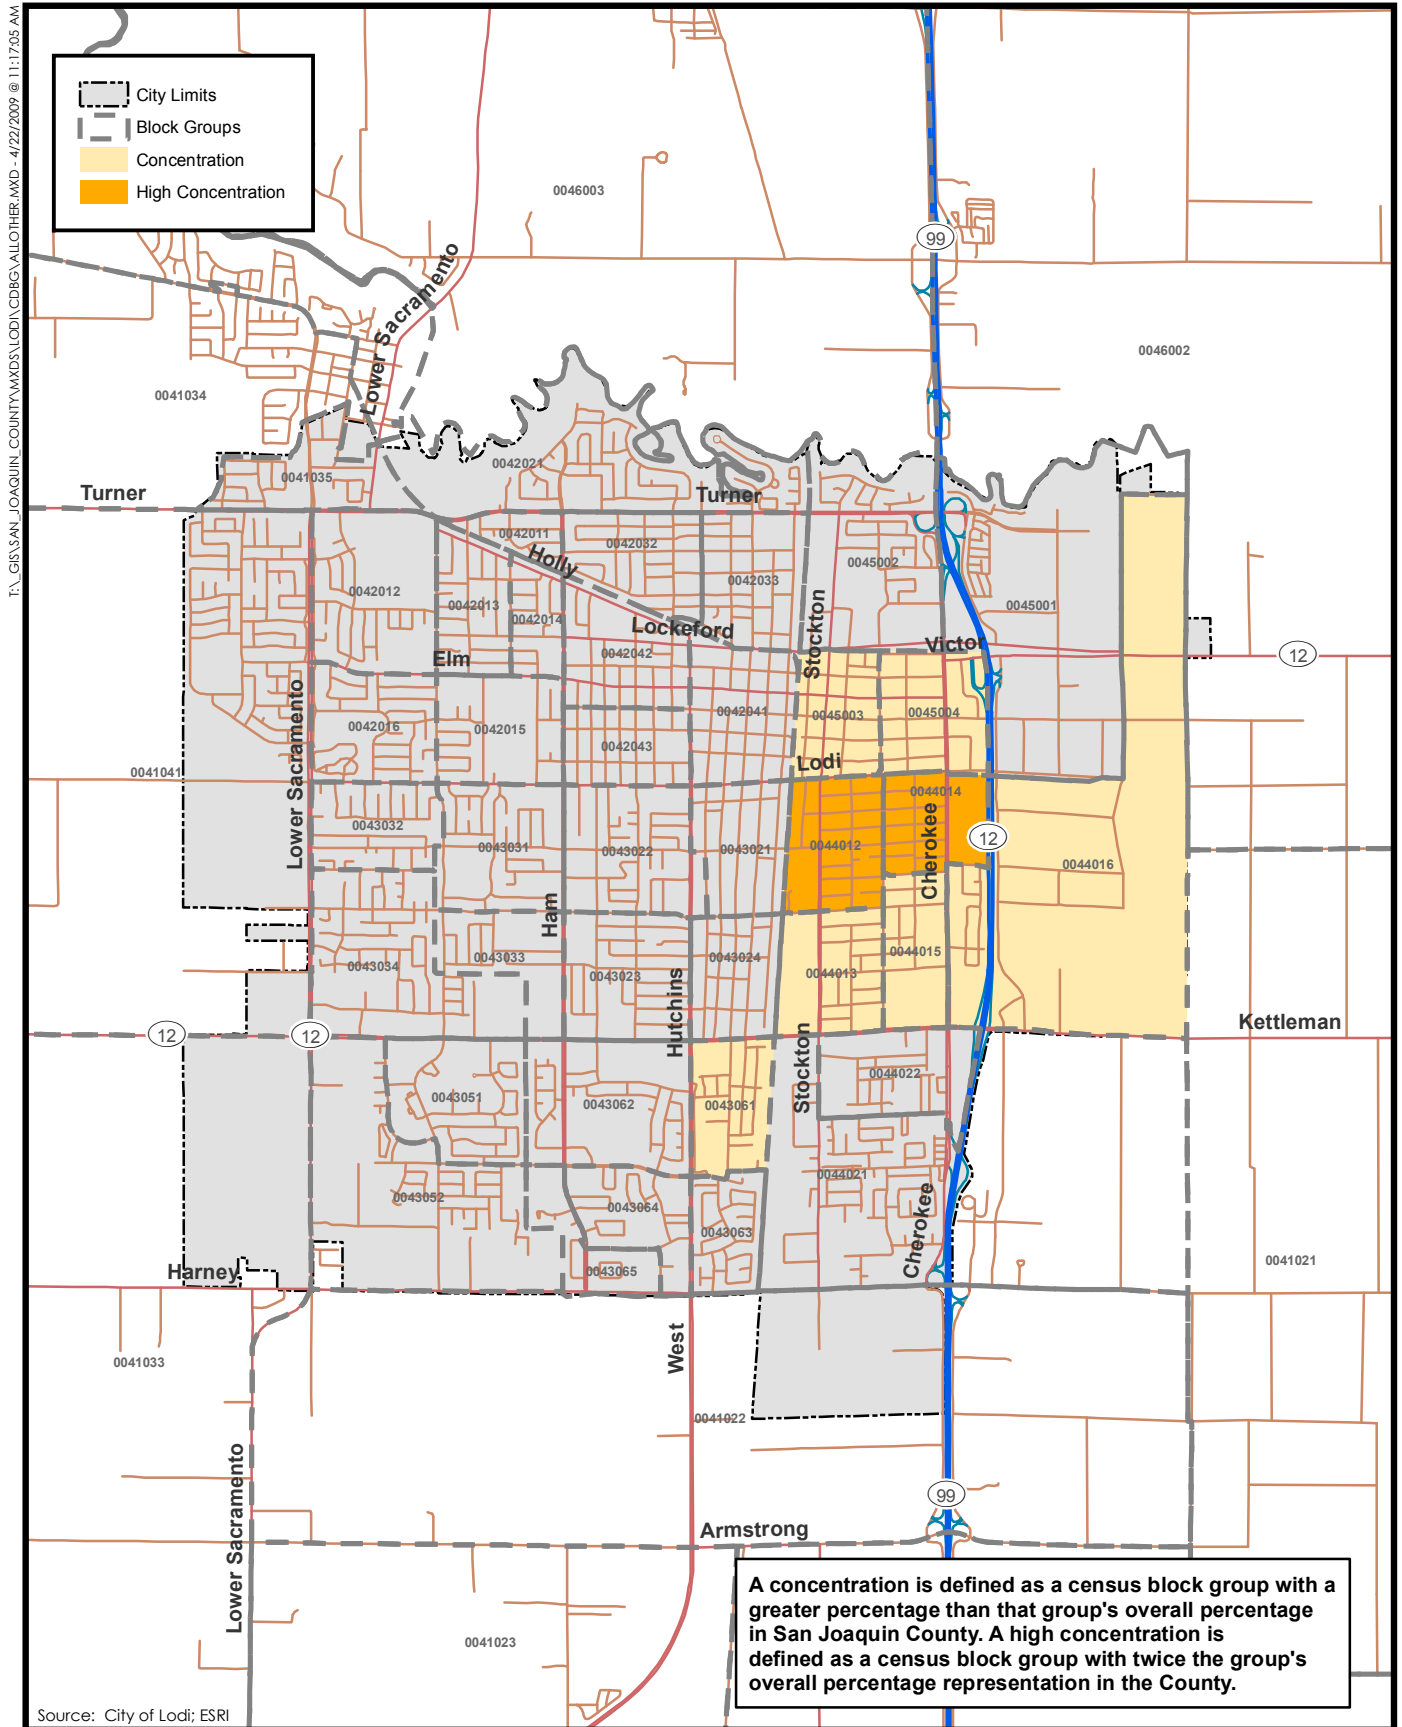 T:\_GIS\SAN_JOAQUIN_COUNTY\MXDS\LODI\CDBG\ALLOTHER.MXD - 4/22/2009 @ 11:17:05 AM
City Limits
Block Groups
Concentration
High Concentration
0046003
99
Lower Sacramento
0046002
0041034
0042021
0041035
Turner
Turner
0042011
Holly
0042032
0042033
0045002
0042012
0042013
0042014
0045001
Lockeford
Stockton
Victor
12
Elm
0042042
0042016
0042015
0042041
0045003
0045004
0042043
Lower Sacramento
Lodi
0041041
0044014
0043032
0043031
0043022
0043021
0044012
Cherokee
12
0044016
Ham
0043034
0043033
0043023
0043024
0044013
0044015
Hutchins
12
12
Kettleman
Stockton
0044022
0043051
0043062
0043061
0043052
0043064
0044021
0043063
Cherokee
Harney
0043065
0041021
0041033
West
0041022
Lower Sacramento
99
Armstrong
0041023
A concentration is defined as a census block group with a
greater percentage than that group's overall percentage
in San Joaquin County. A high concentration is
defined as a census block group with twice the group's
overall percentage representation in the County.
Source: City of Lodi; ESRI